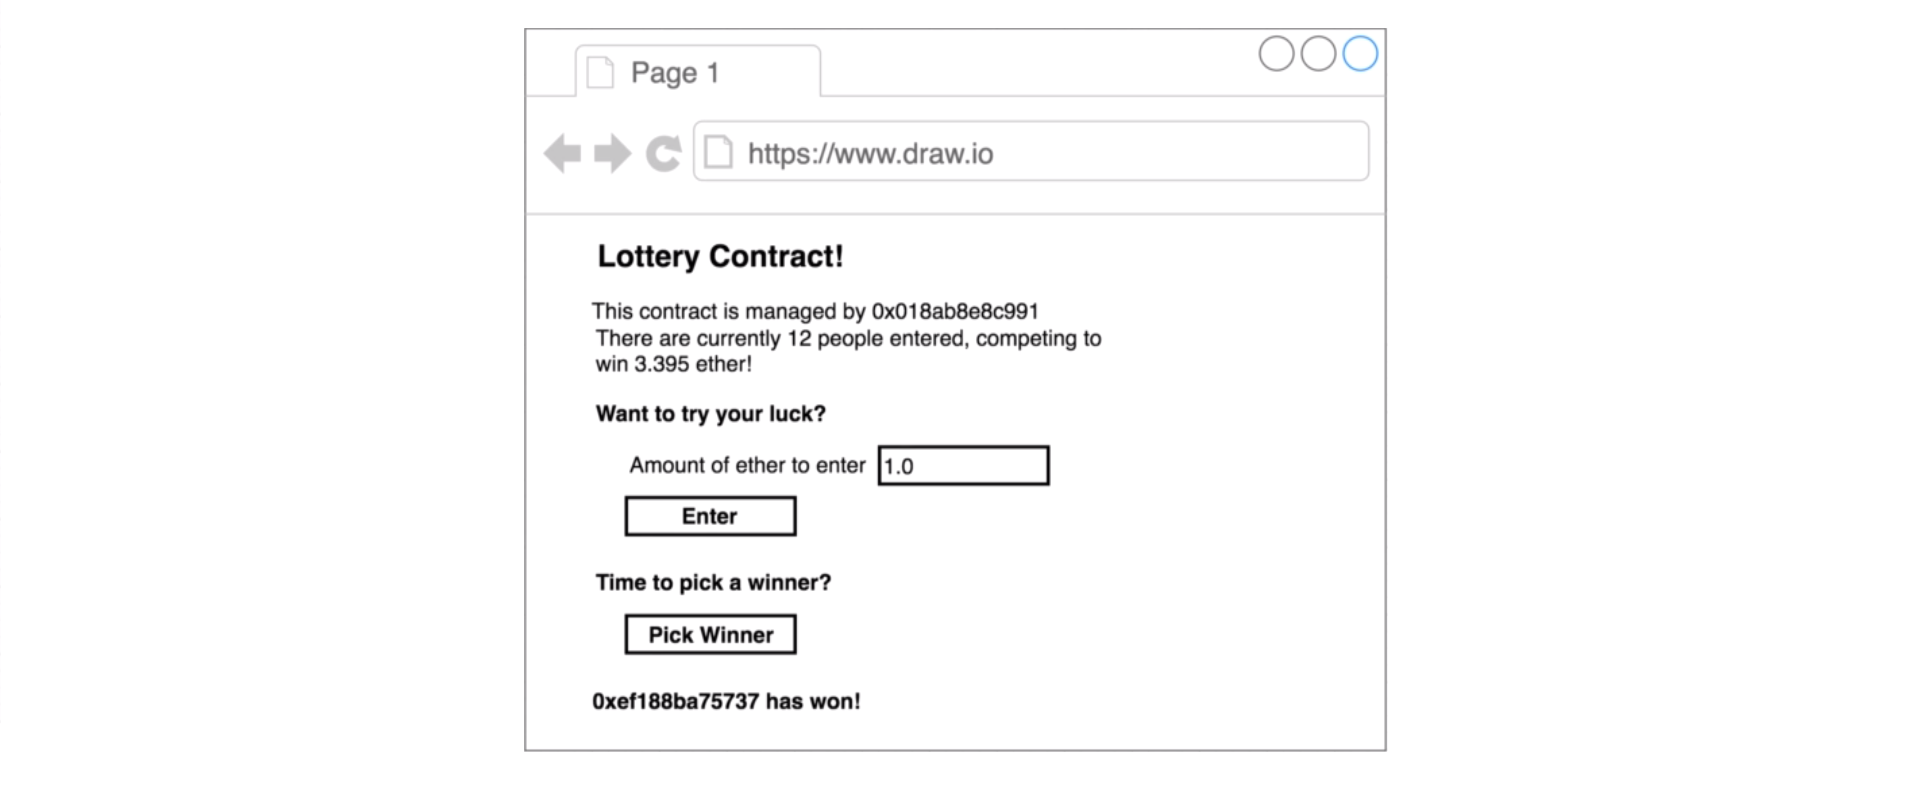 Page 1
https://www.draw.io
Lottery Contract!
This contract is managed by 0x018ab8e8c991
There are currently 12 people entered, competing to
win 3.395 ether!
Want to try your luck?
Amount of ether to enter 1.0
Enter
Time to pick a winner?
Pick Winner
0xef188ba75737 has won!